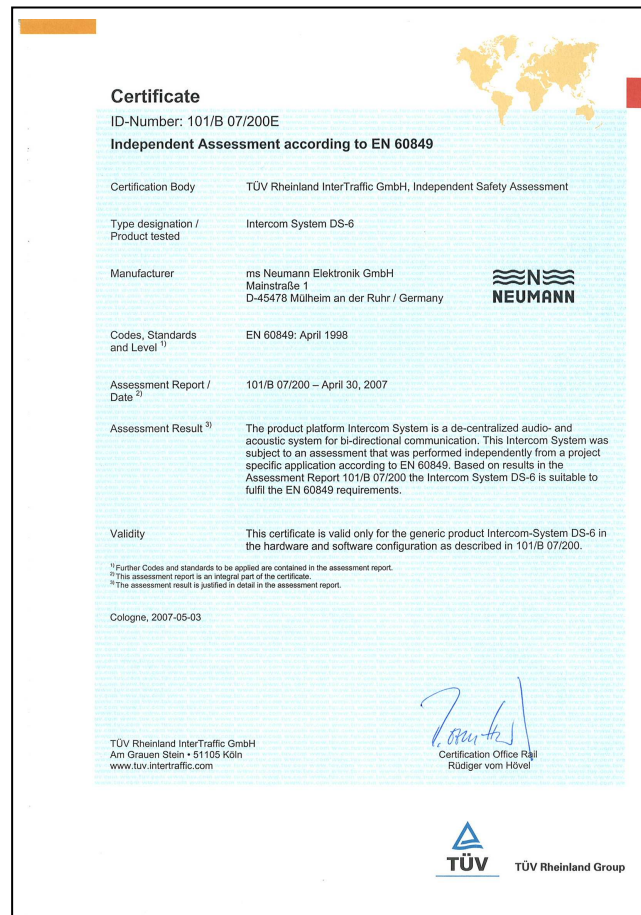 Certificate
ID-Number: 101/B 07/200E
Independent Assessment according to EN 60849
Certification Body TÜV Rheinland InterTraffic GmbH, Independent Safety Assessment
Type designation / Intercom System DS-6
Product tested
Manufacturer ms Neumann Elektronik GmbH
Mainstraße 1
D-45478 Mülheim an der Ruhr / Germany
N
NEUMANN
Codes, Standards EN 60849: April 1998
and Level 1)
Assessment Report / 101/B 07/200 – April 30, 2007
Date 2)
Assessment Result 3) The product platform Intercom System is a de-centralized audio- and
acoustic system for bi-directional communication. This Intercom System was
subject to an assessment that was performed independently from a project
specific application according to EN 60849. Based on results in the
Assessment Report 101/B 07/200 the Intercom System DS-6 is suitable to
fulfil the EN 60849 requirements.
Validity This certificate is valid only for the generic product Intercom-System DS-6 in
the hardware and software configuration as described in 101/B 07/200.
1) Further Codes and standards to be applied are contained in the assessment report.
2) This assessment report is an integral part of the certificate.
3) The assessment result is justified in detail in the assessment report.
Cologne, 2007-05-03
TÜV Rheinland InterTraffic GmbH
Am Grauen Stein • 51105 Köln
www.tuv.intertraffic.com
Certification Office Rail
Rüdiger vom Hövel
TÜV
TÜV Rheinland Group